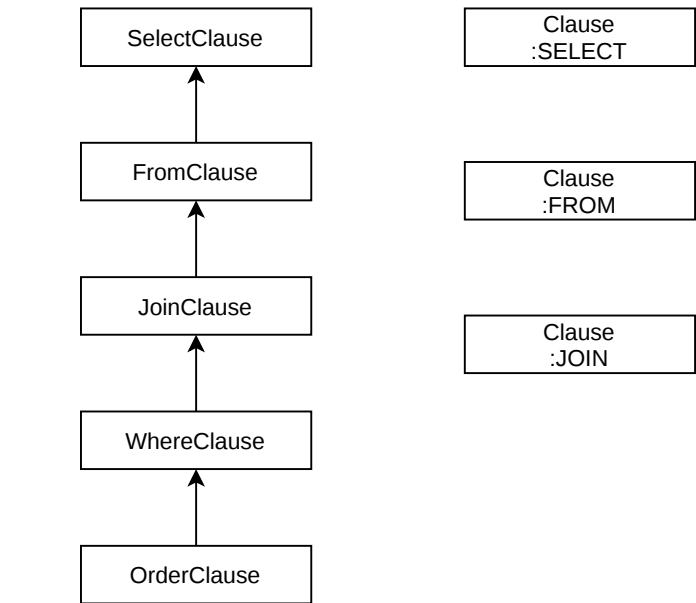 SelectClause
FromClause
JoinClause
WhereClause
OrderClause
Clause
:SELECT
Clause
:FROM
Clause
:JOIN